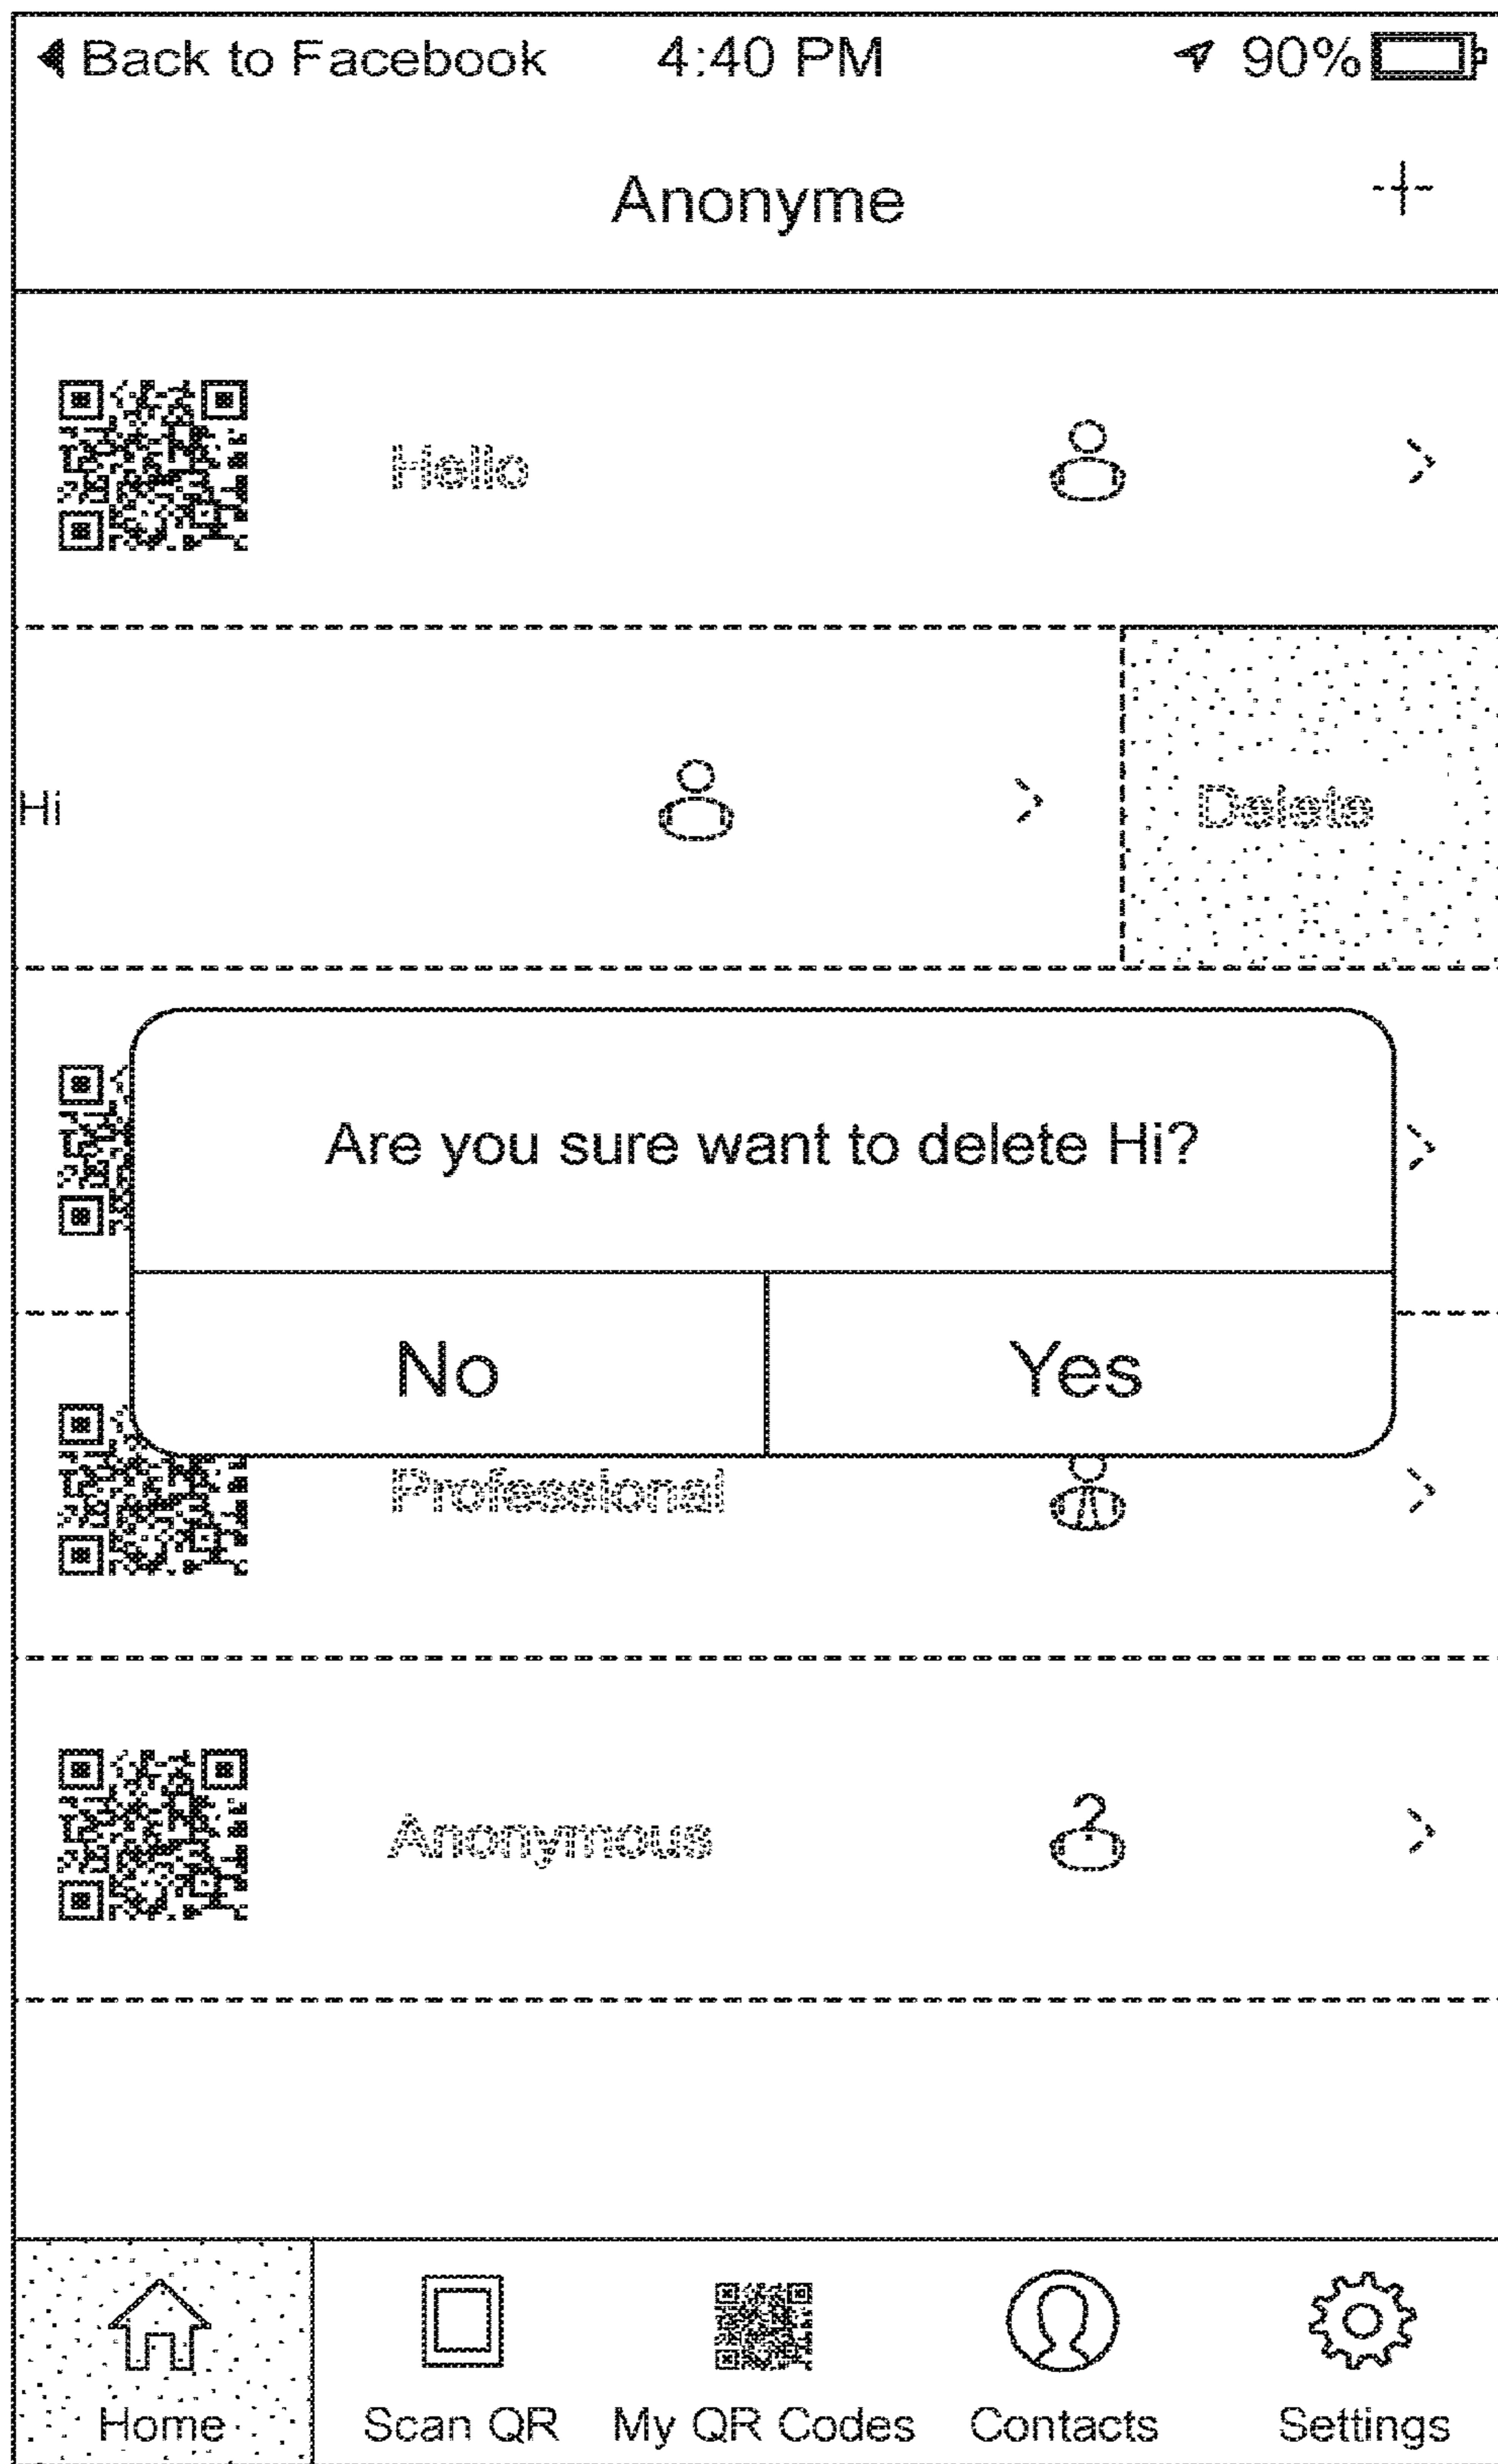 Back to Facebook 4:40 PM 90%
Anonyme
Hello
Hi
Delete
Are you sure want to delete Hi?
No Yes
Professional
Anonymous
Home Scan QR My QR Codes Contacts Settings